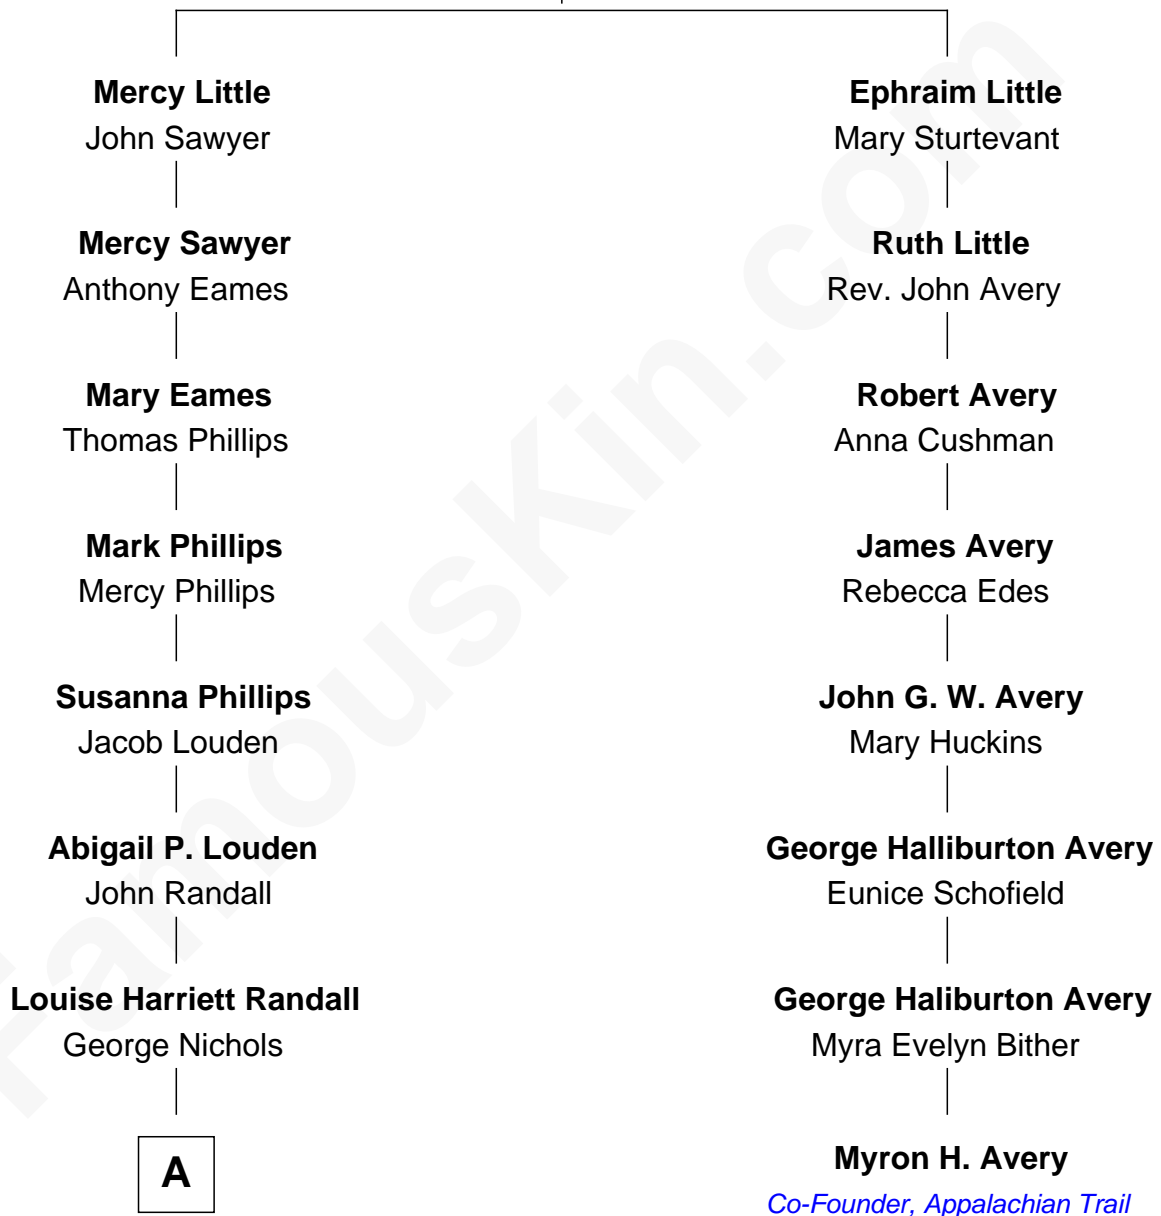 Mercy Little
John Sawyer
Mercy Sawyer
Anthony Eames
Mary Eames
Thomas Phillips
Mark Phillips
Mercy Phillips
Susanna Phillips
Jacob Louden
Abigail P. Louden
John Randall
Louise Harriett Randall
George Nichols
A
Ephraim Little
Mary Sturtevant
Ruth Little
Rev. John Avery
Robert Avery
Anna Cushman
James Avery
Rebecca Edes
John G. W. Avery
Mary Huckins
George Halliburton Avery
Eunice Schofield
George Haliburton Avery
Myra Evelyn Bither
Myron H. Avery
Co-Founder, Appalachian Trail
FamousKin.com